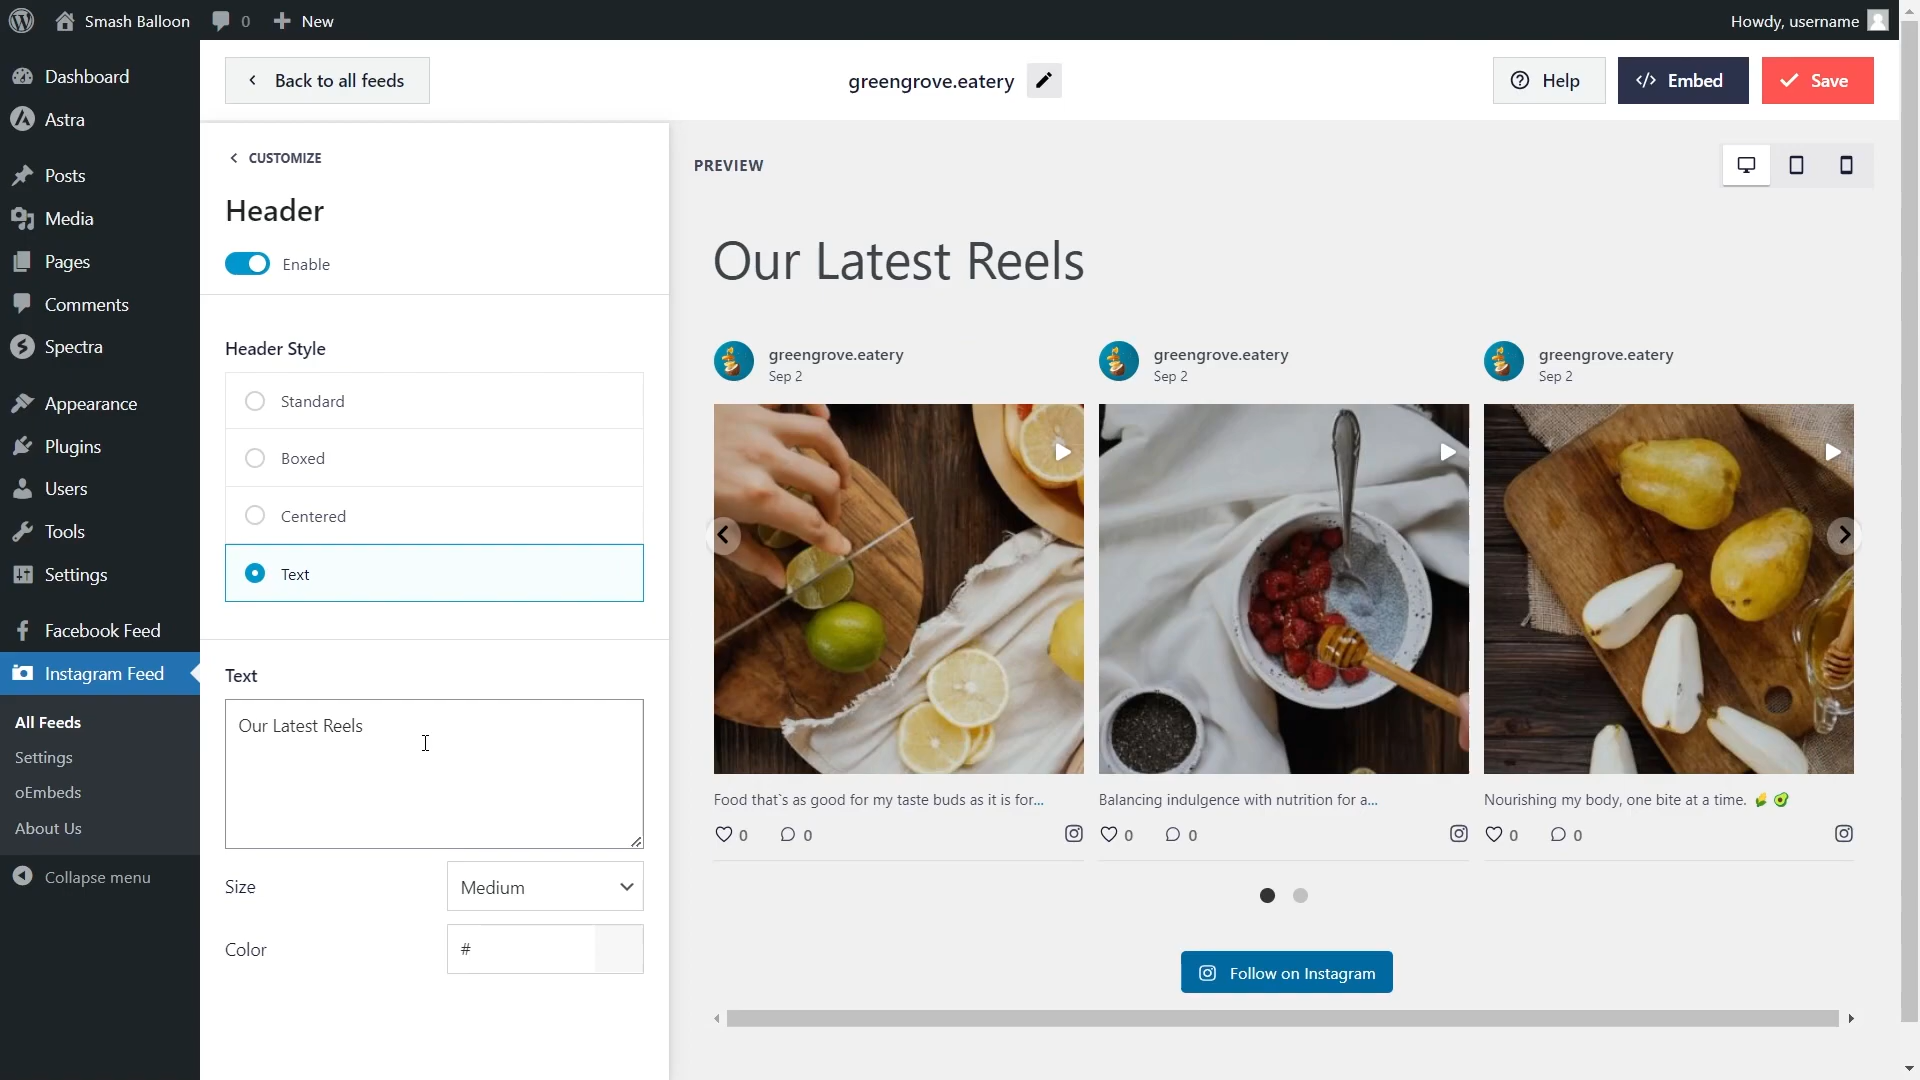 Smash Balloon
0
New
Howdy, username
Dashboard
Astra
Posts
Media
Pages
Comments
Spectra
Appearance
Plugins
Users
Tools
Settings
Facebook Feed
Instagram Feed
All Feeds
Settings
oEmbeds
About Us
Collapse menu
Back to all feeds
greengrove.eatery
Help
</> Embed
Save
CUSTOMIZE
Header
Enable
Header Style
Standard
Boxed
Centered
Text
Text
Our Latest Reels
Size
Medium
Color
#
PREVIEW
Our Latest Reels
greengrove.eatery
Sep 2
Food that`s as good for my taste buds as it is for...
0
0
greengrove.eatery
Sep 2
Balancing indulgence with nutrition for a...
0
0
greengrove.eatery
Sep 2
Nourishing my body, one bite at a time. 🌽 🥑
0
0
Follow on Instagram